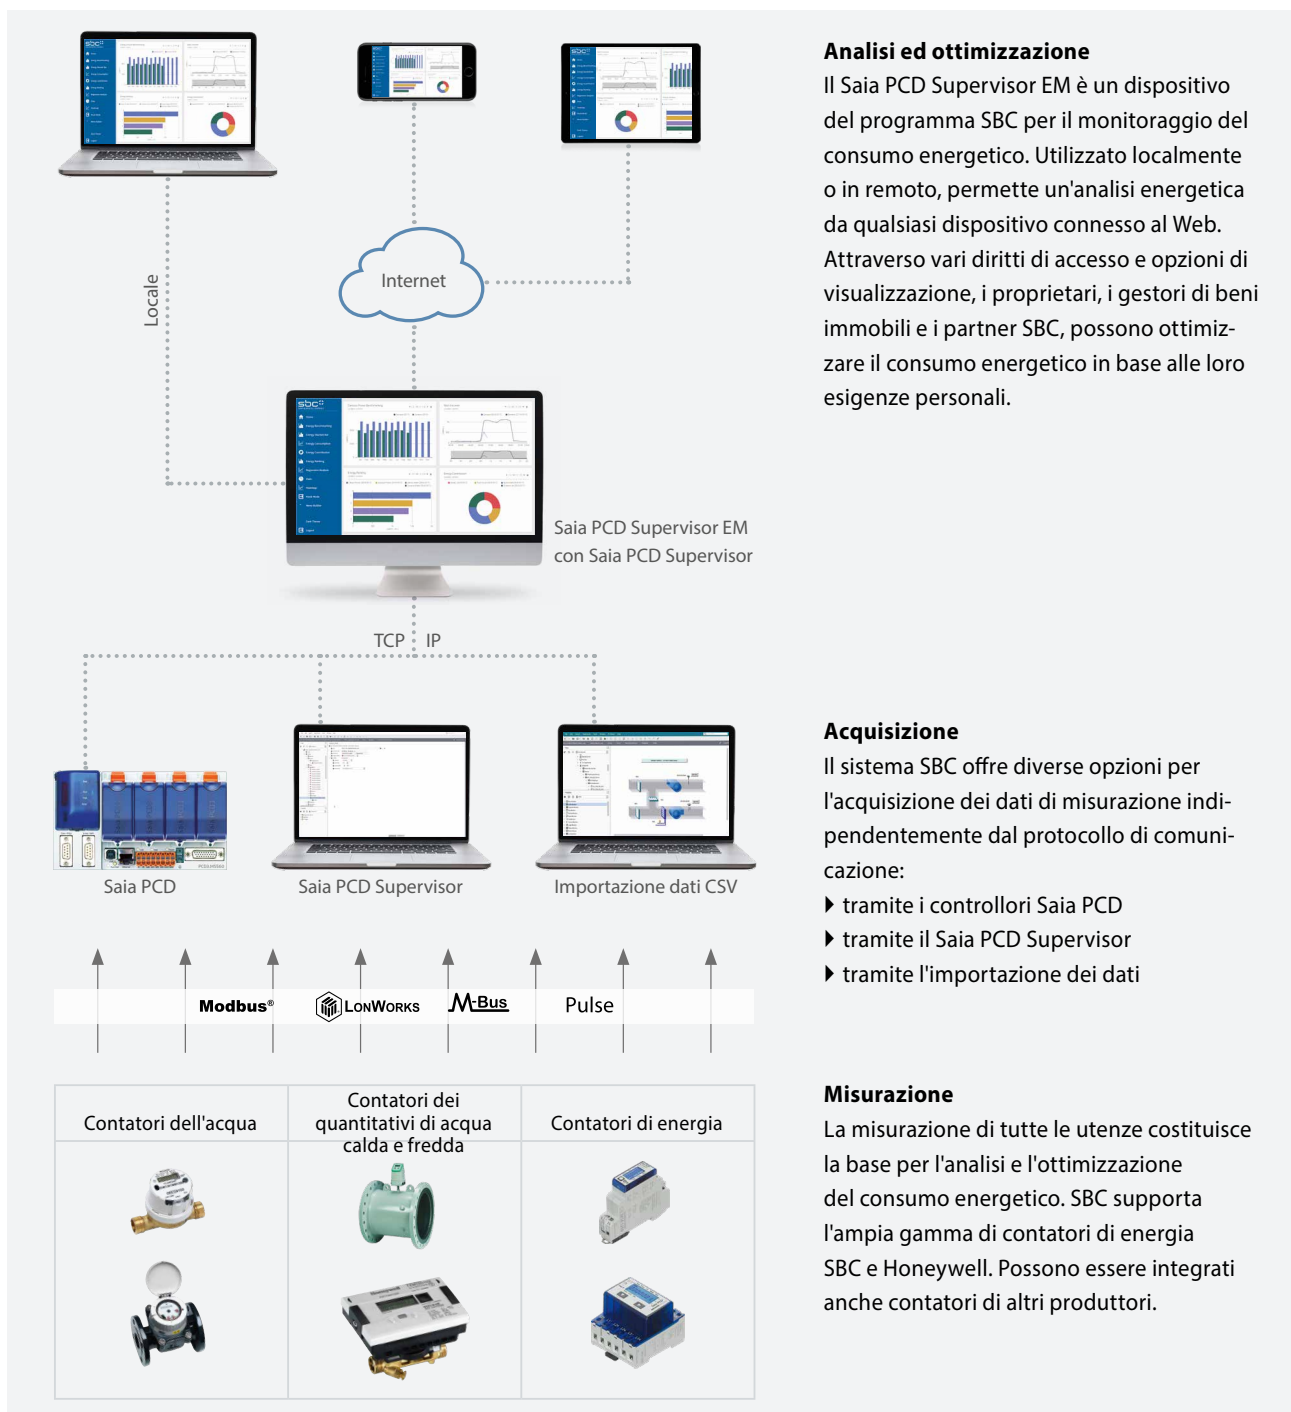 Analisi ed ottimizzazione
Il Saia PCD Supervisor EM è un dispositivo
del programma SBC per il monitoraggio del
consumo energetico. Utilizzato localmente
o in remoto, permette un'analisi energetica
da qualsiasi dispositivo connesso al Web.
Attraverso vari diritti di accesso e opzioni di
visualizzazione, i proprietari, i gestori di beni
immobili e i partner SBC, possono ottimiz-
zare il consumo energetico in base alle loro
esigenze personali.
Locale
Internet
sbc
Saia PCD Supervisor EM
con Saia PCD Supervisor
TCP IP
Saia PCD
Saia PCD Supervisor
Importazione dati CSV
Acquisizione
Il sistema SBC offre diverse opzioni per
l'acquisizione dei dati di misurazione indi-
pendentemente dal protocollo di comuni-
cazione:
tramite i controllori Saia PCD
tramite il Saia PCD Supervisor
tramite l'importazione dei dati
Modbus® LONWORKS M-Bus Pulse
Contatori dell'acqua
Contatori dei
quantitativi di acqua
calda e fredda
Contatori di energia
Misurazione
La misurazione di tutte le utenze costituisce
la base per l'analisi e l'ottimizzazione
del consumo energetico. SBC supporta
l'ampia gamma di contatori di energia
SBC e Honeywell. Possono essere integrati
anche contatori di altri produttori.